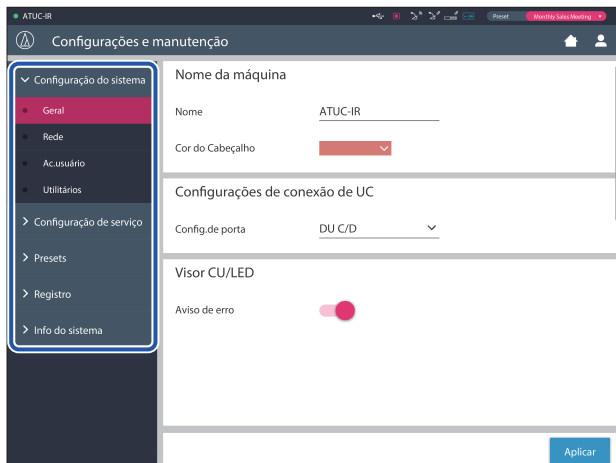 ATUC-IR
Preset Monthly Sales Meeting
Configurações e manutenção
Configuração do sistema
Geral
Rede
Ac.usuário
Utilitários
Configuração de serviço
Presets
Registro
Info do sistema
Nome da máquina
Nome ATUC-IR
Cor do Cabeçalho
Configurações de conexão de UC
Config.de porta DU C/D
Visor CU/LED
Aviso de erro
Aplicar